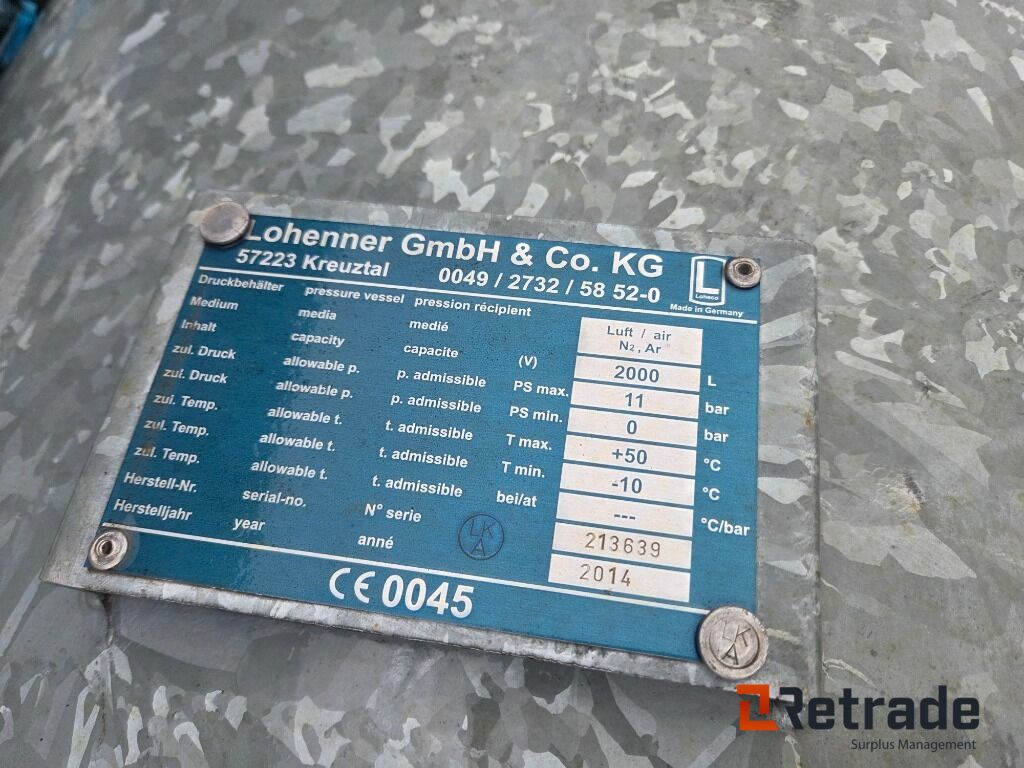 Lohenner GmbH & Co. KG
57223 Kreuztal 0049 / 2732 / 58 52-0
L
Loheco
Made in Germany
Druckbehälter pressure vessel pression récipient
Medium media medié Luft / air
N2, Ar
Inhalt capacity capacite (V) 2000 L
zul. Druck allowable p. p. admissible PS max. 11 bar
zul. Druck allowable p. p. admissible PS min. 0 bar
zul. Temp. allowable t. t. admissible T max. +50 °C
zul. Temp. allowable t. t. admissible T min. -10 °C
zul. Temp. allowable t. t. admissible bei/at --- °C/bar
Herstell-Nr. serial-no. N° serie 213639
Herstelljahr year anné 2014
CE 0045
Retrade
Surplus Management